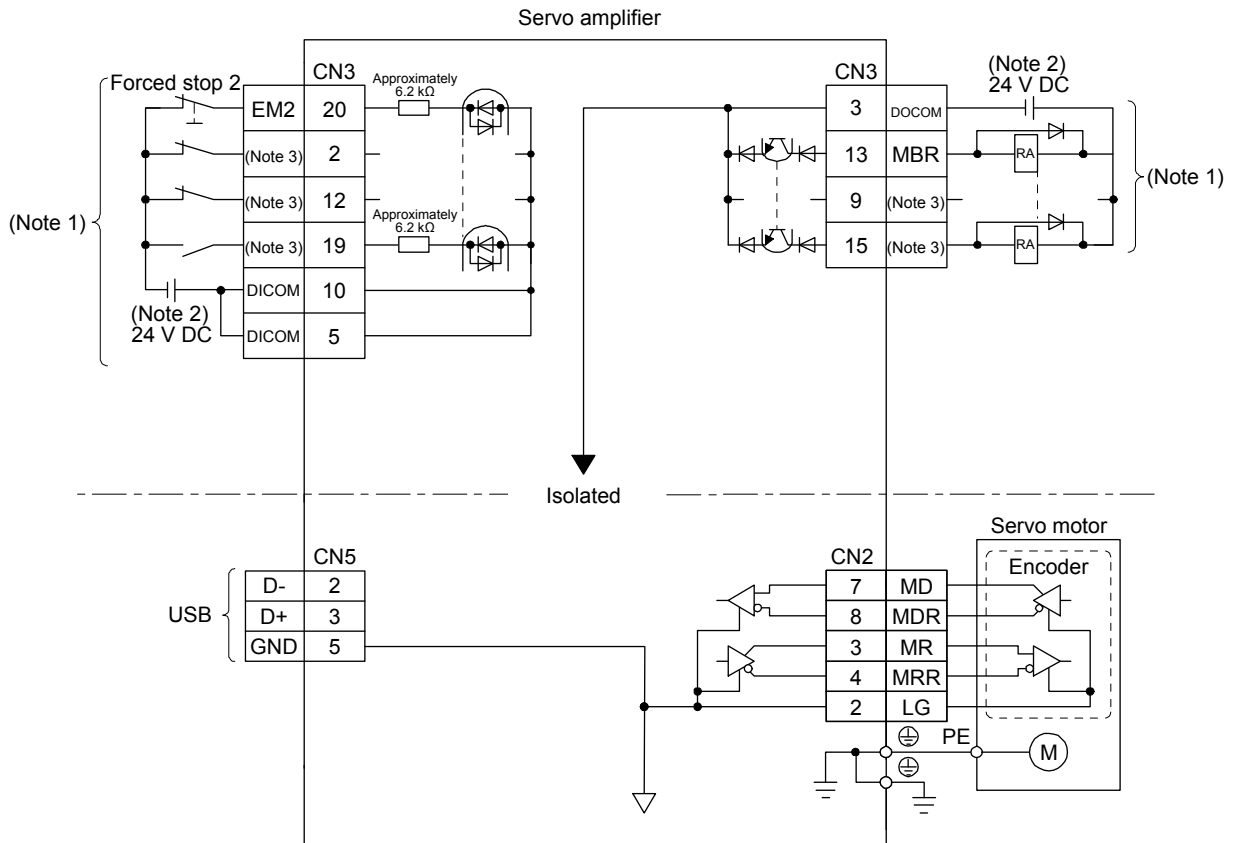 Servo amplifier
Forced stop 2
CN3
Approximately
6.2 kΩ
EM2 20
(Note 3) 2
(Note 3) 12
Approximately
6.2 kΩ
(Note 3) 19
DICOM 10
DICOM 5
(Note 1)
(Note 2)
24 V DC
CN3
(Note 2)
24 V DC
3 DOCOM
13 MBR RA
9 (Note 3)
15 (Note 3) RA
(Note 1)
Isolated
CN5
USB
D- 2
D+ 3
GND 5
Servo motor
CN2
Encoder
7 MD
8 MDR
3 MR
4 MRR
2 LG
PE
M